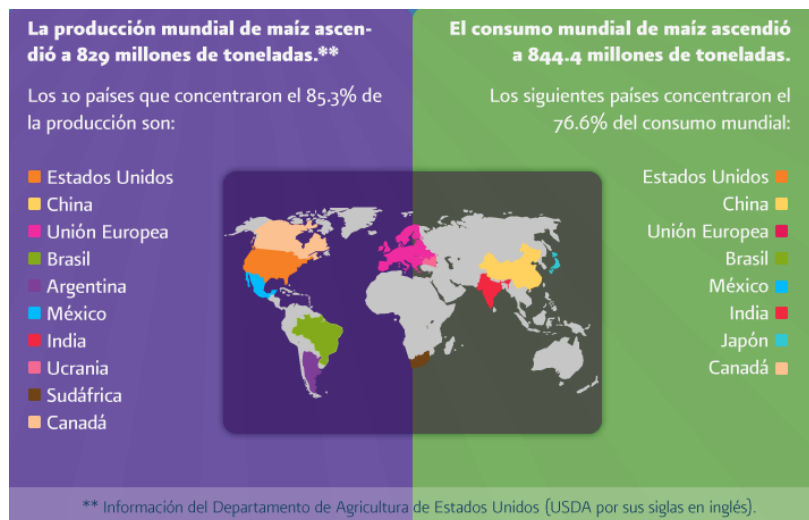 La producción mundial de maíz ascen-
dió a 829 millones de toneladas.**
Los 10 países que concentraron el 85.3% de
la producción son:
Estados Unidos
China
Unión Europea
Brasil
Argentina
México
India
Ucrania
Sudáfrica
Canadá
El consumo mundial de maíz ascendió
a 844.4 millones de toneladas.
Los siguientes países concentraron el
76.6% del consumo mundial:
Estados Unidos
China
Unión Europea
Brasil
México
India
Japón
Canadá
** Información del Departamento de Agricultura de Estados Unidos (USDA por sus siglas en inglés).